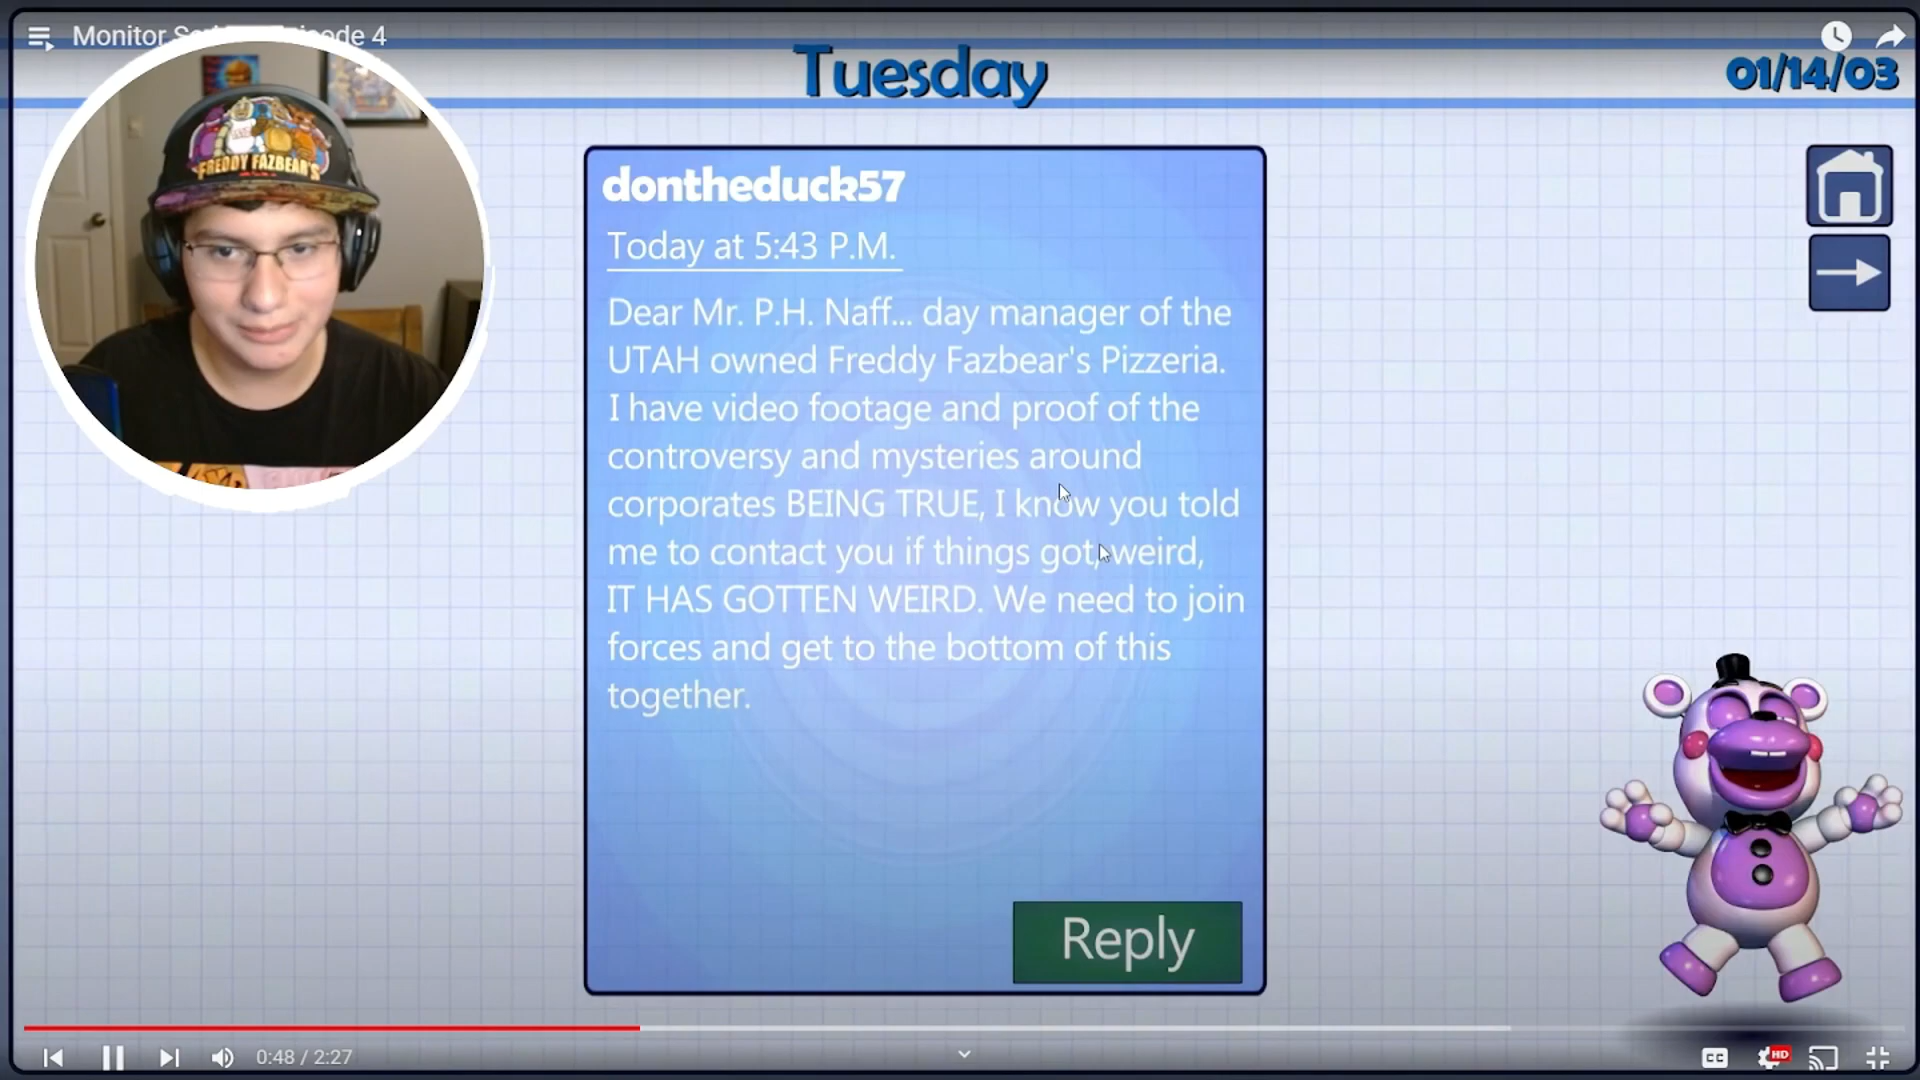 Monitor
ode 4
Tuesday
01/14/03
FREDDY FAZBEAR'S
dontheduck57
Today at 5:43 P.M.
Dear Mr. P.H. Naff... day manager of the
UTAH owned Freddy Fazbear's Pizzeria.
I have video footage and proof of the
controversy and mysteries around
corporates BEING TRUE, I know you told
me to contact you if things got, weird,
IT HAS GOTTEN WEIRD. We need to join
forces and get to the bottom of this
together.
Reply
0:48 / 2:27
CC
HD